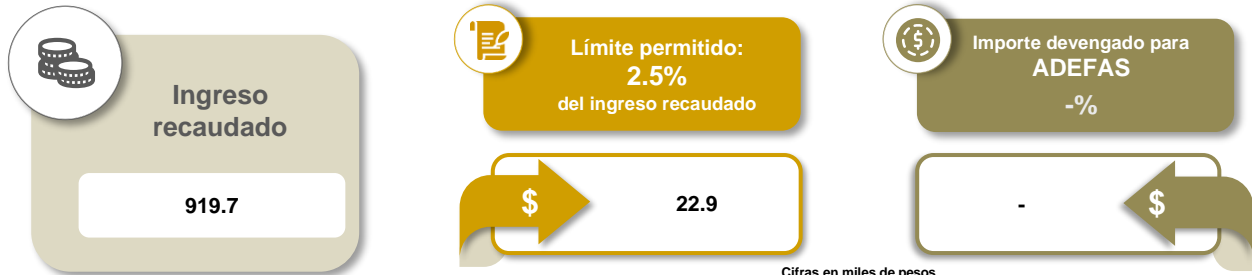 Ingreso
recaudado
919.7
Límite permitido:
2.5%
del ingreso recaudado
$ 22.9
Importe devengado para
ADEFAS
-%
- $
Cifras en miles de pesos